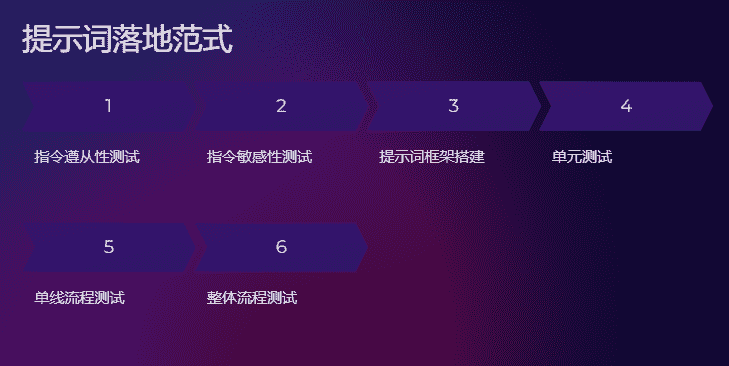 提示词落地范式
1
2
3
4
指令遵从性测试
指令敏感性测试
提示词框架搭建
单元测试
5
6
单线流程测试
整体流程测试